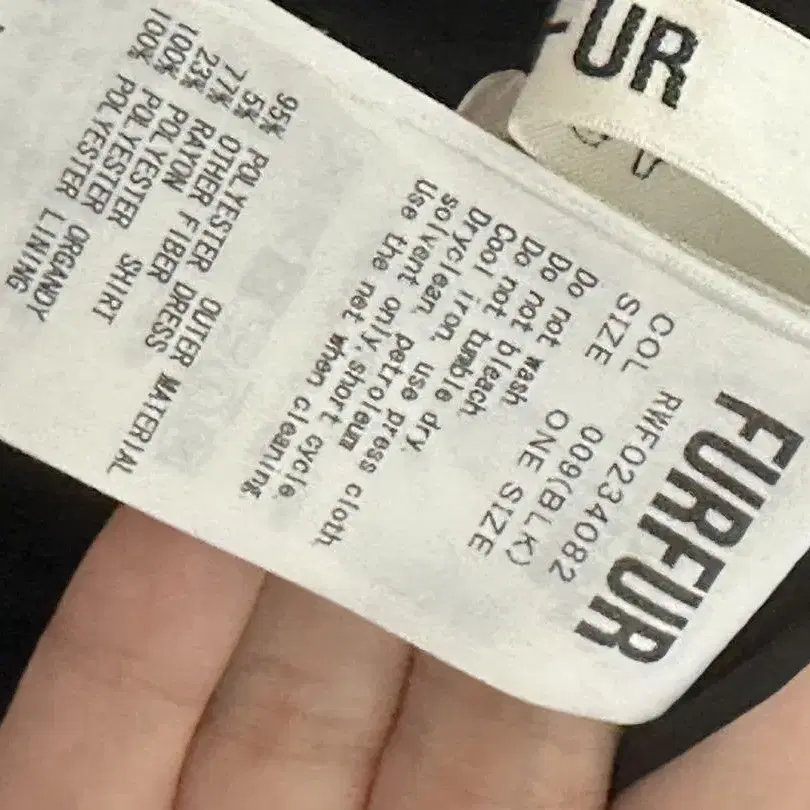 UR
FURFUR
RWF0234082
COL 009(BLK)
SIZE ONE SIZE
Do not wash.
Do not bleach.
Do not tumble dry.
Cool iron, use press cloth.
Dryclean, petroleum
solvent only,short cycle.
Use the net when cleaning.
95% POLYESTER OUTER MATERIAL
5% OTHER FIBER DRESS
77% RAYON
23% POLYESTER SHIRT
100% POLYESTER ORGANDY
100% POLYESTER LINING